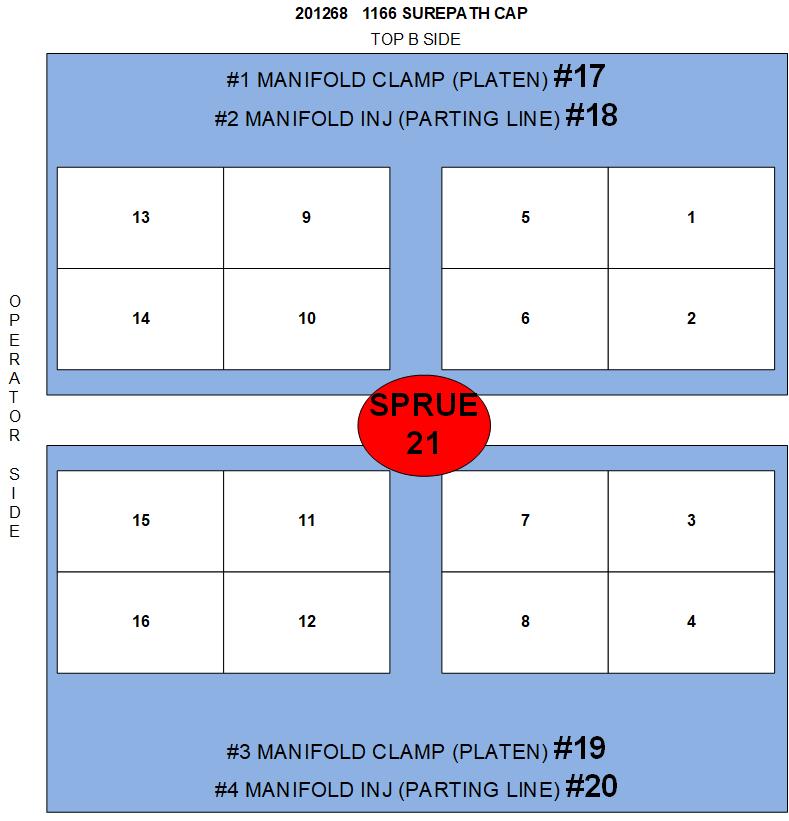 201268 1166 SUREPATH CAP
TOP B SIDE
#1 MANIFOLD CLAMP (PLATEN) #17
#2 MANIFOLD INJ (PARTING LINE) #18
13 9 5 1
14 10 6 2
OPERATOR SIDE
SPRUE
21
15 11 7 3
16 12 8 4
#3 MANIFOLD CLAMP (PLATEN) #19
#4 MANIFOLD INJ (PARTING LINE) #20